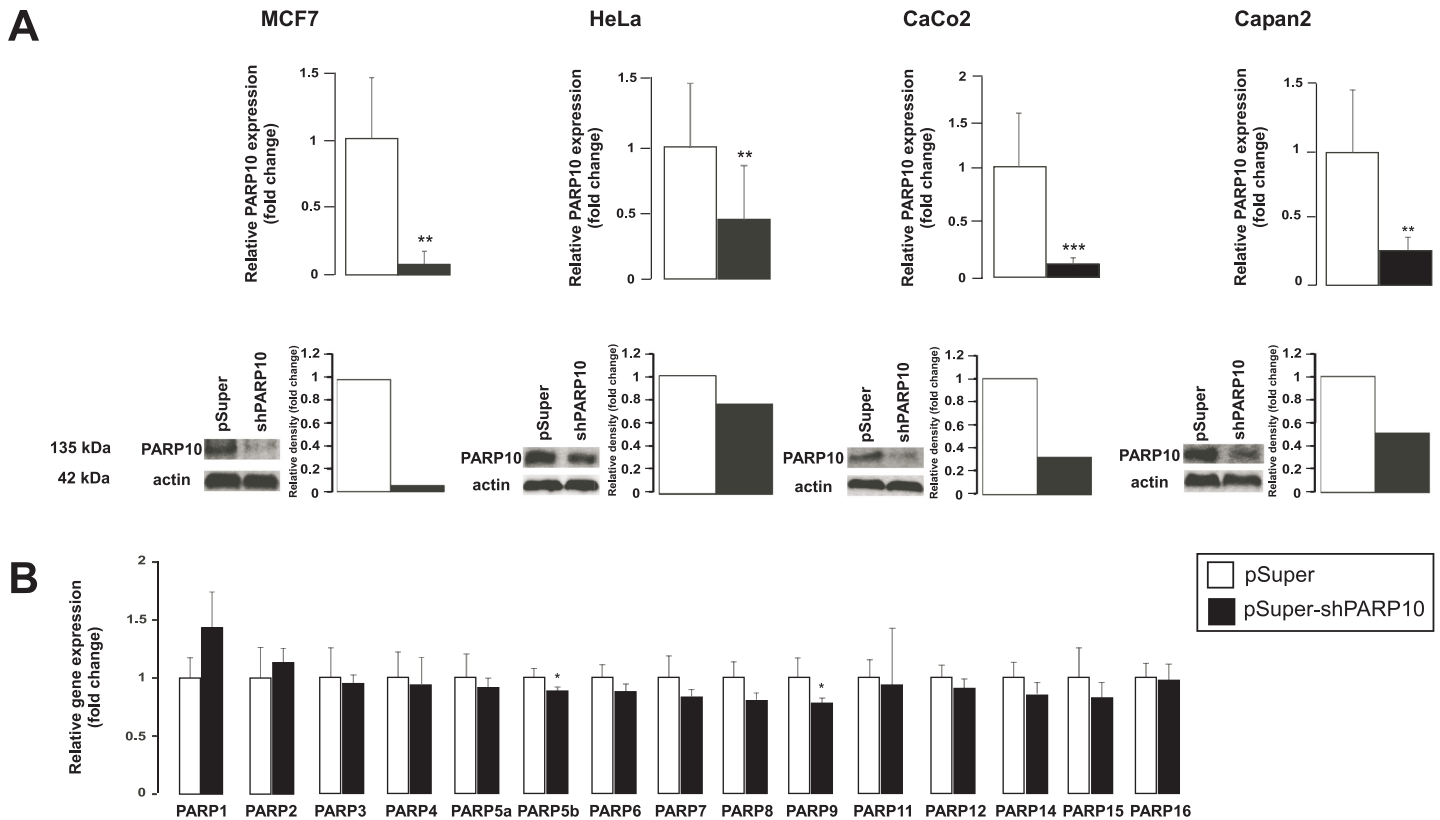 A
MCF7
HeLa
CaCo2
Capan2
Relative PARP10 expression
(fold change)
1.5
1
0.5
0
**
Relative PARP10 expression
(fold change)
1.5
1
0.5
0
**
Relative PARP10 expression
(fold change)
2
1.5
1
0.5
0
***
Relative PARP10 expression
(fold change)
1.5
1
0.5
0
**
135 kDa
42 kDa
pSuper
shPARP10
PARP10
actin
Relative density (fold change)
1.2
1
0.8
0.6
0.4
0.2
0
pSuper
shPARP10
PARP10
actin
Relative density (fold change)
1.2
1
0.8
0.6
0.4
0.2
0
pSuper
shPARP10
PARP10
actin
Relative density (fold change)
1.2
1
0.8
0.6
0.4
0.2
0
pSuper
shPARP10
PARP10
actin
Relative density (fold change)
1.2
1
0.8
0.6
0.4
0.2
0
B
Relative gene expression
(fold change)
2
1.5
1
0.5
0
*
*
PARP1 PARP2 PARP3 PARP4 PARP5a PARP5b PARP6 PARP7 PARP8 PARP9 PARP11 PARP12 PARP14 PARP15 PARP16
pSuper
pSuper-shPARP10